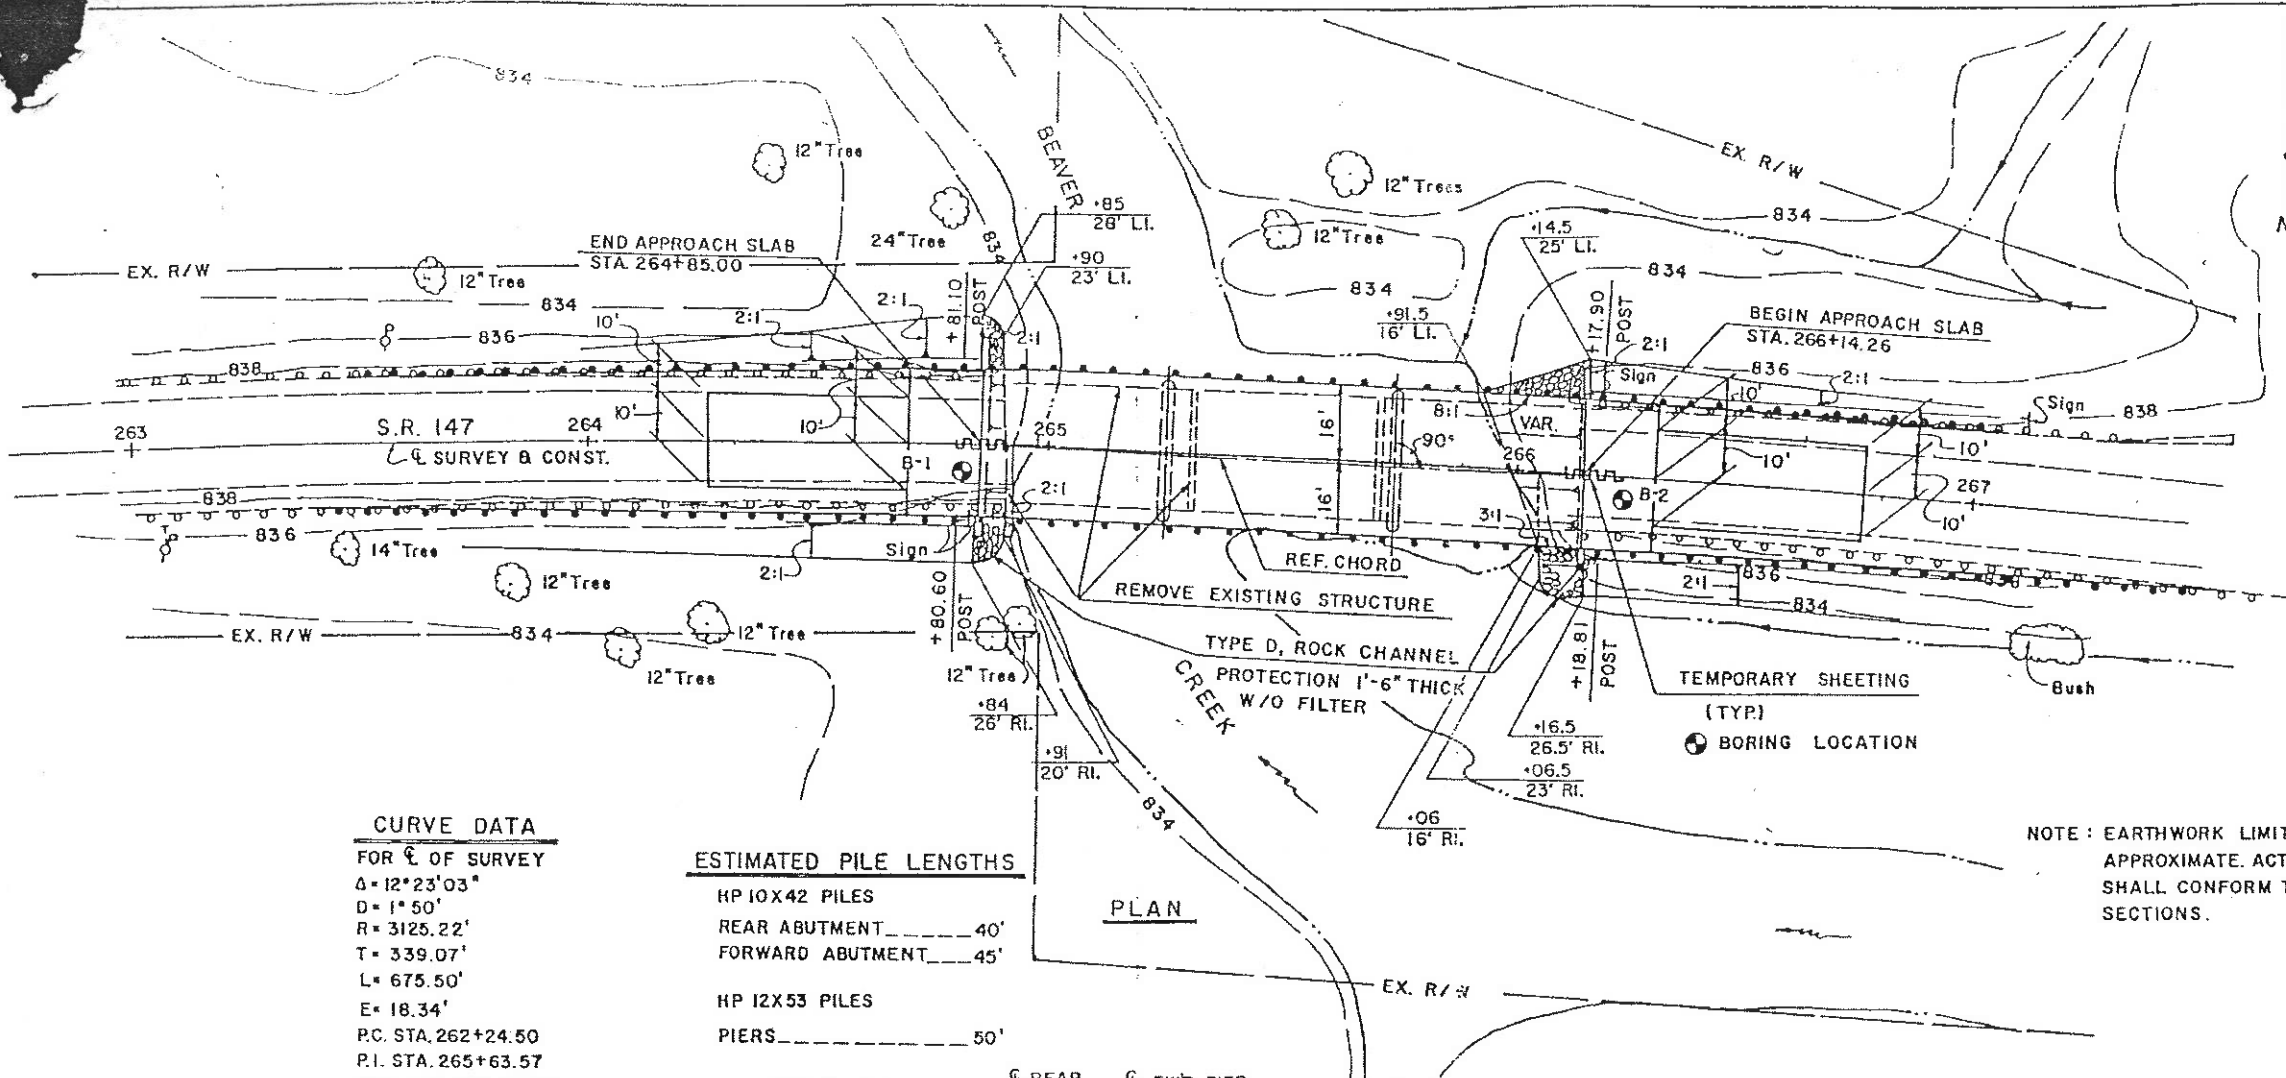 834
12" Tree
24" Tree
BEAVER
+85
28' Lt.
+90
23' Lt.
834
END APPROACH SLAB
STA. 264+85.00
EX. R/W
12" Tree
834
836
10'
2:1
2:1
+81.10
POST
2:1
838
10'
10'
S.R. 147
263
264
265
℄ SURVEY & CONST.
B-1
838
836
14" Tree
12" Tree
Sign
2:1
2:1
+80.60
POST
EX. R/W
834
12" Tree
12" Tree
12" Tree
+84
26' Rt.
+91
20' Rt.
12" Trees
12" Tree
834
EX. R/W
834
+14.5
25' Lt.
834
+91.5
16' Lt.
+17.90
POST
BEGIN APPROACH SLAB
STA. 266+14.26
2:1
Sign
836
2:1
10'
Sign
838
8:1
VAR.
16'
16'
90°
266
10'
10'
B-2
267
10'
3:1
REF. CHORD
REMOVE EXISTING STRUCTURE
2:1
836
838
834
TYPE D, ROCK CHANNEL
PROTECTION 1'-6" THICK
W/O FILTER
CREEK
+18.81
POST
TEMPORARY SHEETING
(TYP.)
BORING LOCATION
Bush
+16.5
26.5' Rt.
+06.5
23' Rt.
+06
16' Rt.
834
CURVE DATA
FOR ℄ OF SURVEY
Δ = 12°23'03"
D = 1°50'
R = 3125.22'
T = 339.07'
L = 675.50'
E = 18.34'
P.C. STA. 262+24.50
P.I. STA. 265+63.57
ESTIMATED PILE LENGTHS
HP 10X42 PILES
REAR ABUTMENT______40'
FORWARD ABUTMENT___45'
HP 12X53 PILES
PIERS____________50'
PLAN
EX. R/W
NOTE : EARTHWORK LIMIT
APPROXIMATE. ACT
SHALL CONFORM T
SECTIONS.